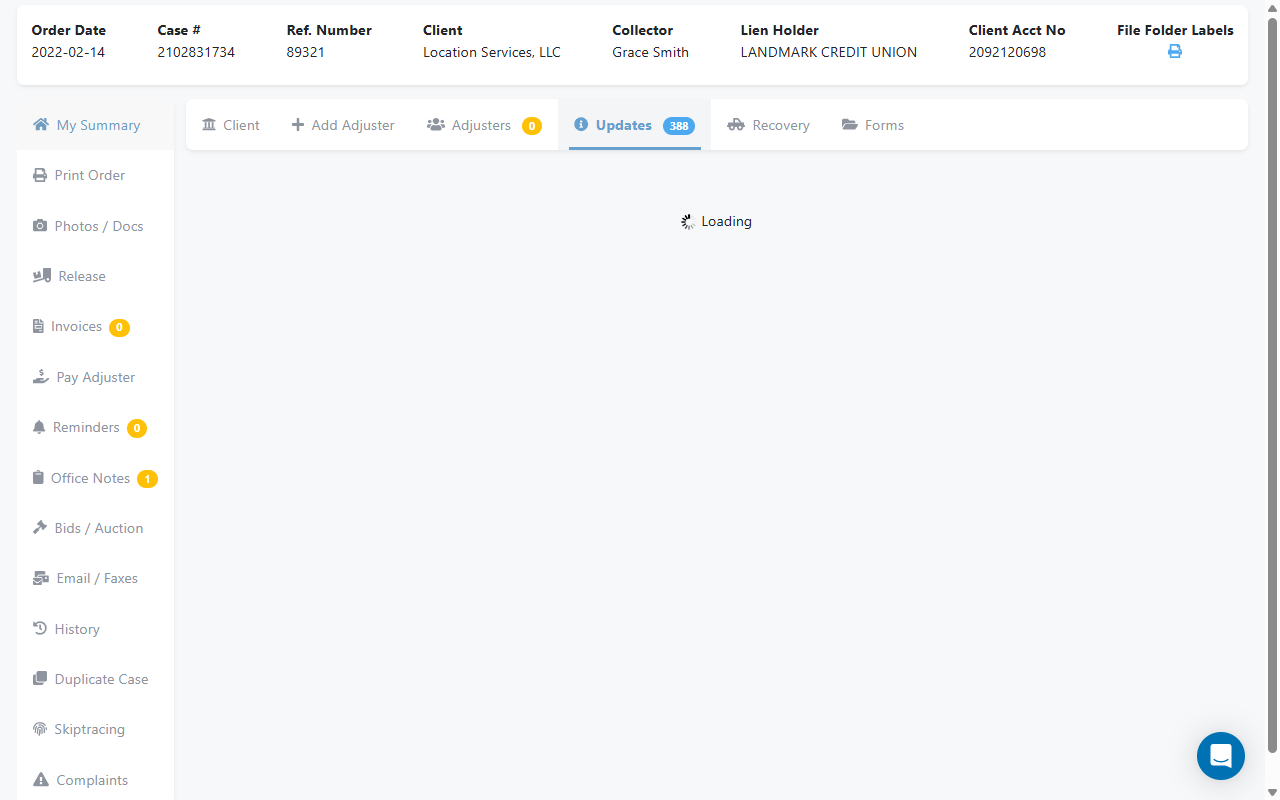 Order Date Case # Ref. Number Client Collector Lien Holder Client Acct No File Folder Labels
2022-02-14 2102831734 89321 Location Services, LLC Grace Smith LANDMARK CREDIT UNION 2092120698
My Summary
Client Add Adjuster Adjusters 0 Updates 388 Recovery Forms
Print Order
Photos / Docs
Release
Invoices 0
Pay Adjuster
Reminders 0
Office Notes 1
Bids / Auction
Email / Faxes
History
Duplicate Case
Skiptracing
Complaints
Loading